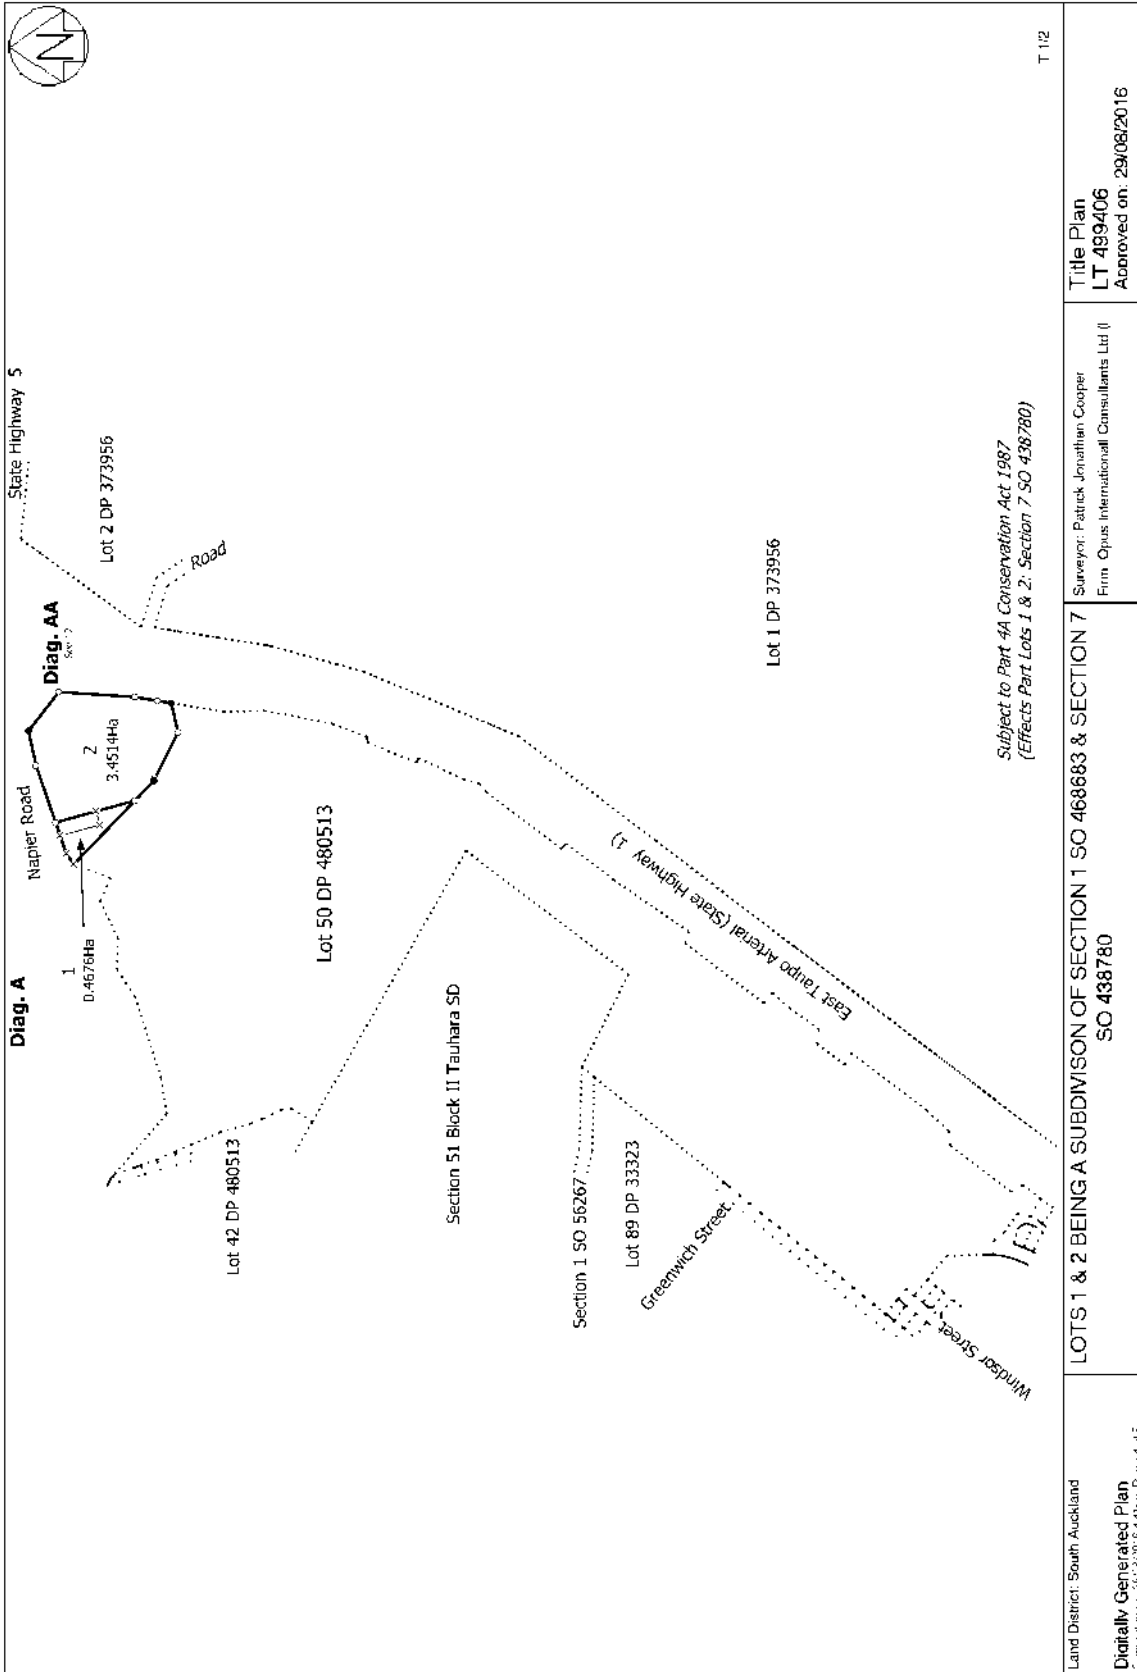 Diag. A
State Highway 5
Napier Road
Diag. AA
1
0.4676Ha
2
3.4514Ha
Lot 2 DP 373956
Road
Lot 50 DP 480513
Lot 42 DP 480513
Section 51 Block II Tauhara SD
Section 1 SO 56267
Lot 89 DP 33323
Greenwich Street
Windsor Street
East Taupo Arterial (State Highway 1)
Lot 1 DP 373956
Subject to Part 4A Conservation Act 1987
(Effects Part Lots 1 & 2: Section 7 SO 438780)
N
T 1/2
Land District: South Auckland
Digitally Generated Plan
LOTS 1 & 2 BEING A SUBDIVISON OF SECTION 1 SO 468683 & SECTION 7
SO 438780
Surveyor: Patrick Jonathan Cooper
Firm: Opus International Consultants Ltd (
Title Plan
LT 499406
Approved on: 29/08/2016